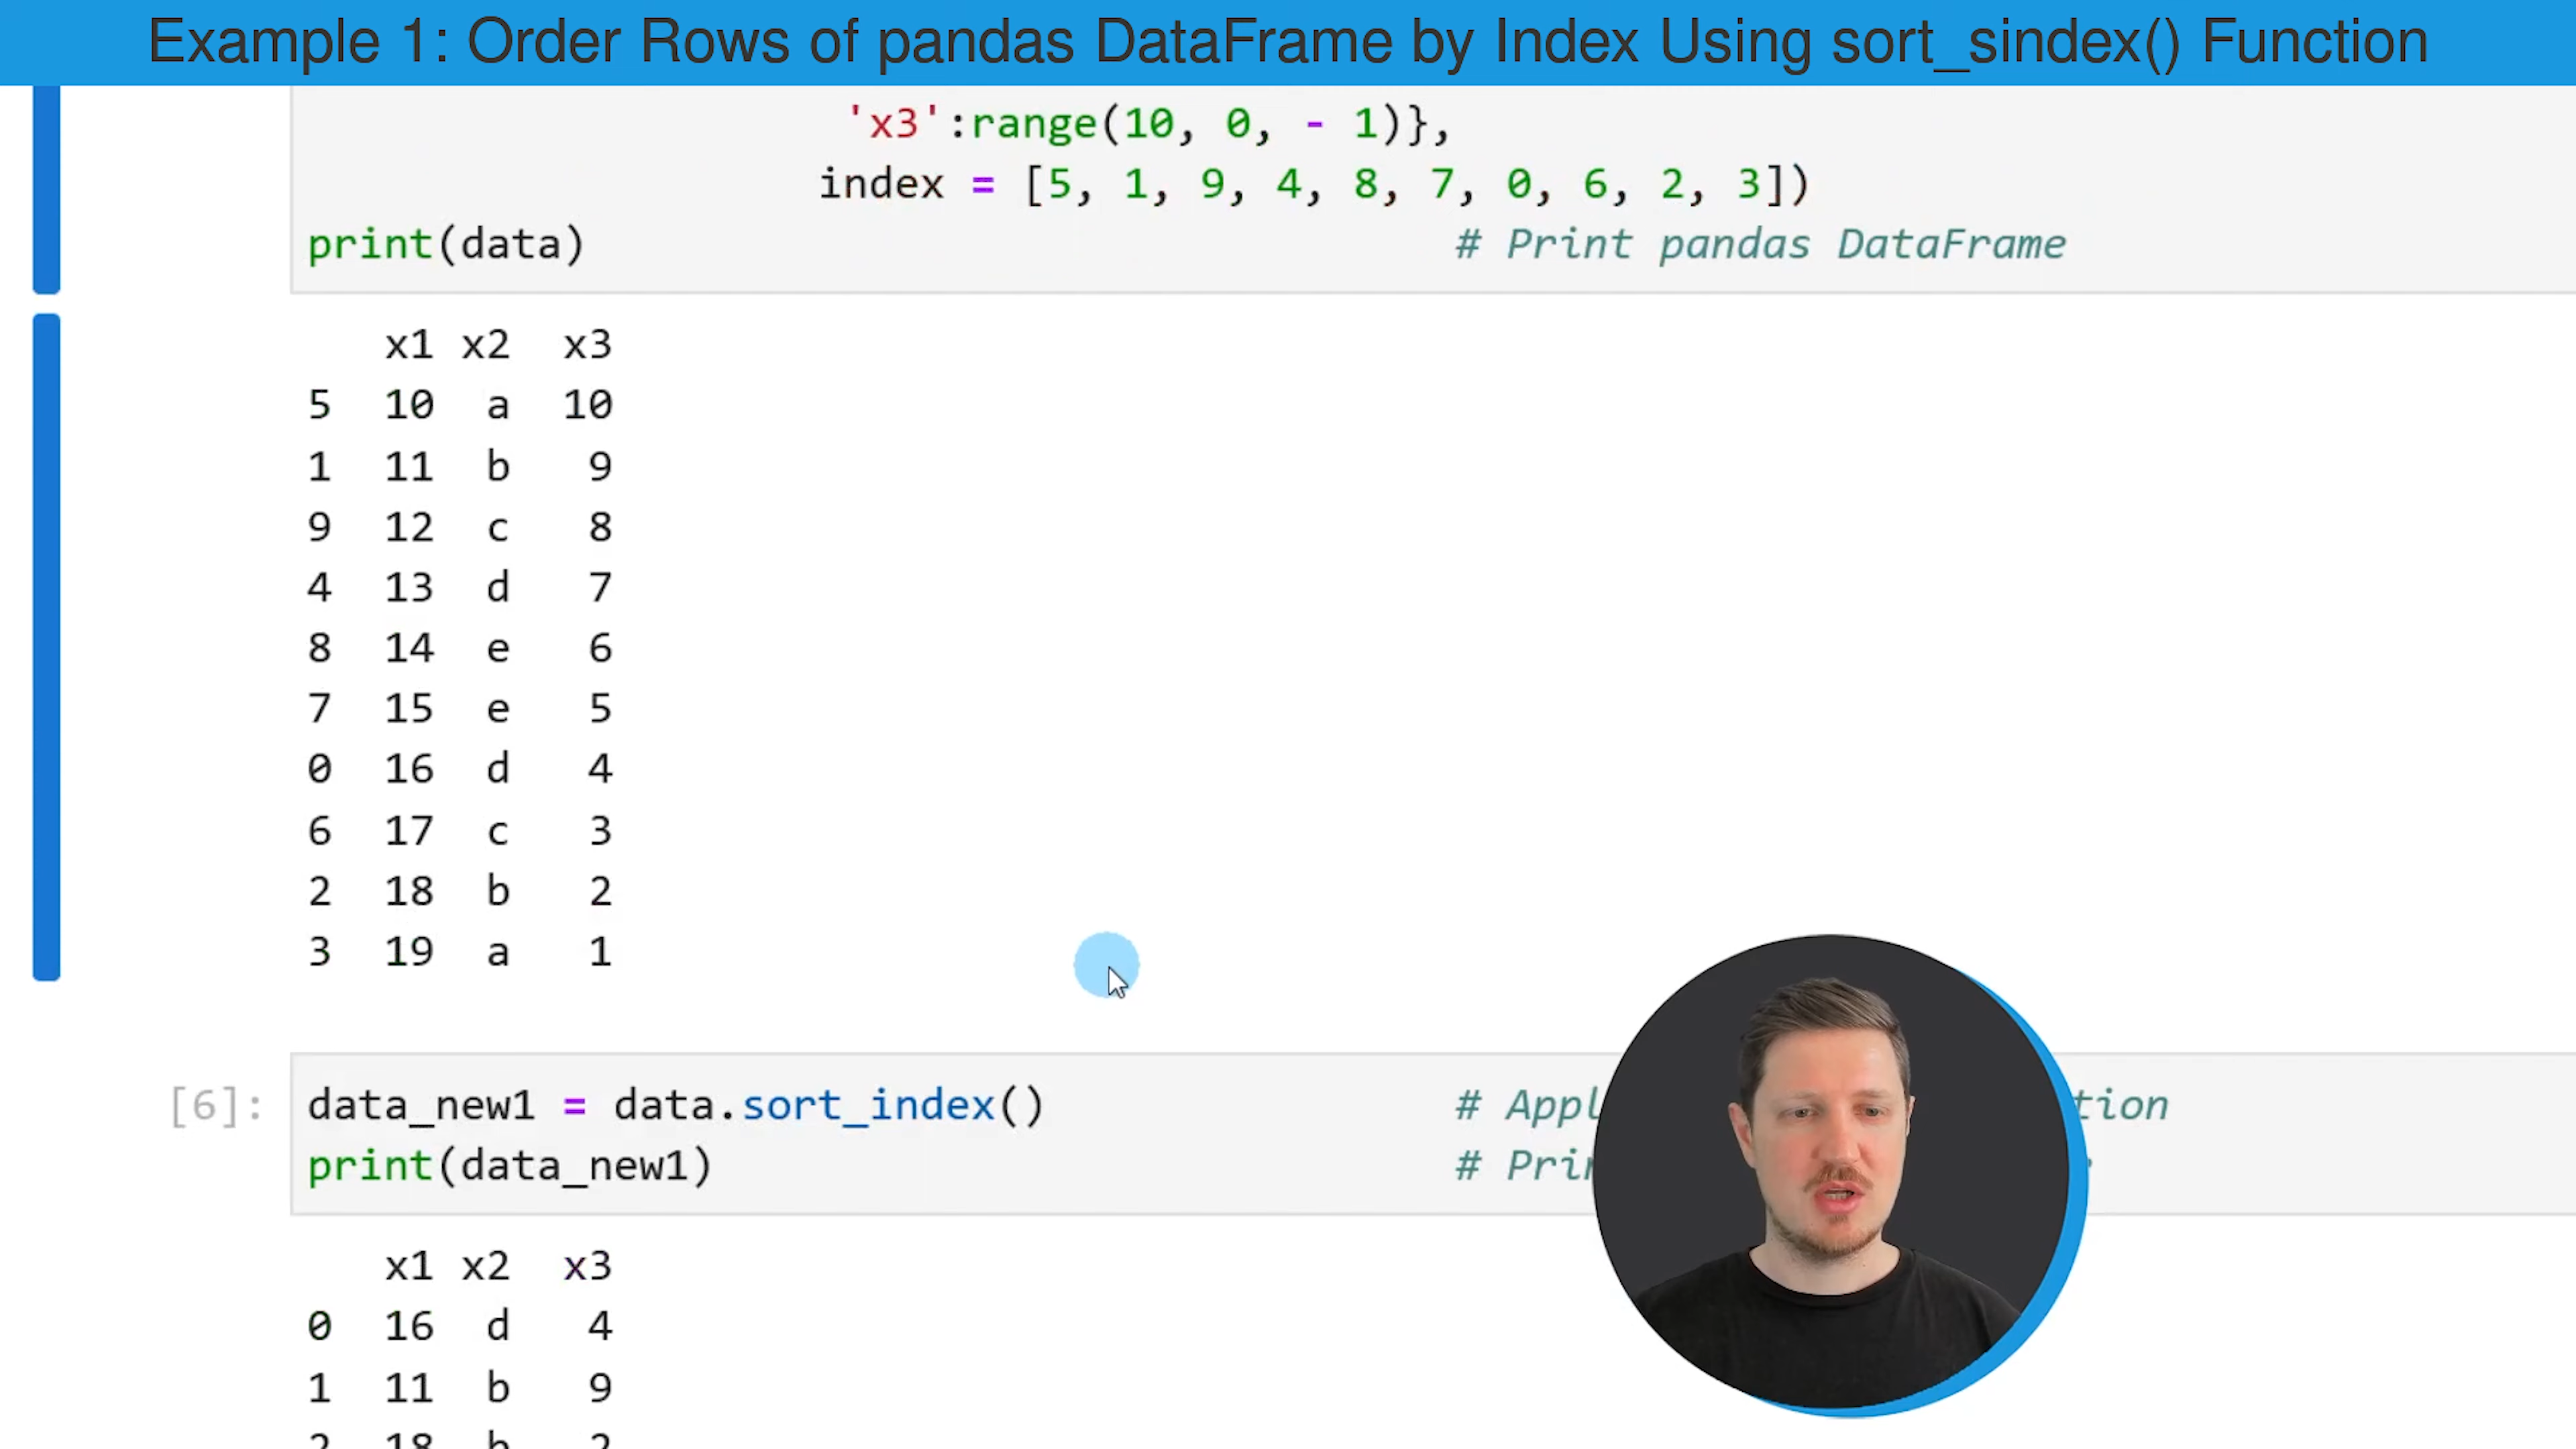 Example 1: Order Rows of pandas DataFrame by Index Using sort_sindex() Function
'x3':range(10, 0, - 1)},
index = [5, 1, 9, 4, 8, 7, 0, 6, 2, 3])
print(data) # Print pandas DataFrame
x1 x2 x3
5 10 a 10
1 11 b 9
9 12 c 8
4 13 d 7
8 14 e 6
7 15 e 5
0 16 d 4
6 17 c 3
2 18 b 2
3 19 a 1
[6]: data_new1 = data.sort_index() #
print(data_new1) #
x1 x2 x3
0 16 d 4
1 11 b 9
2 18 b 2